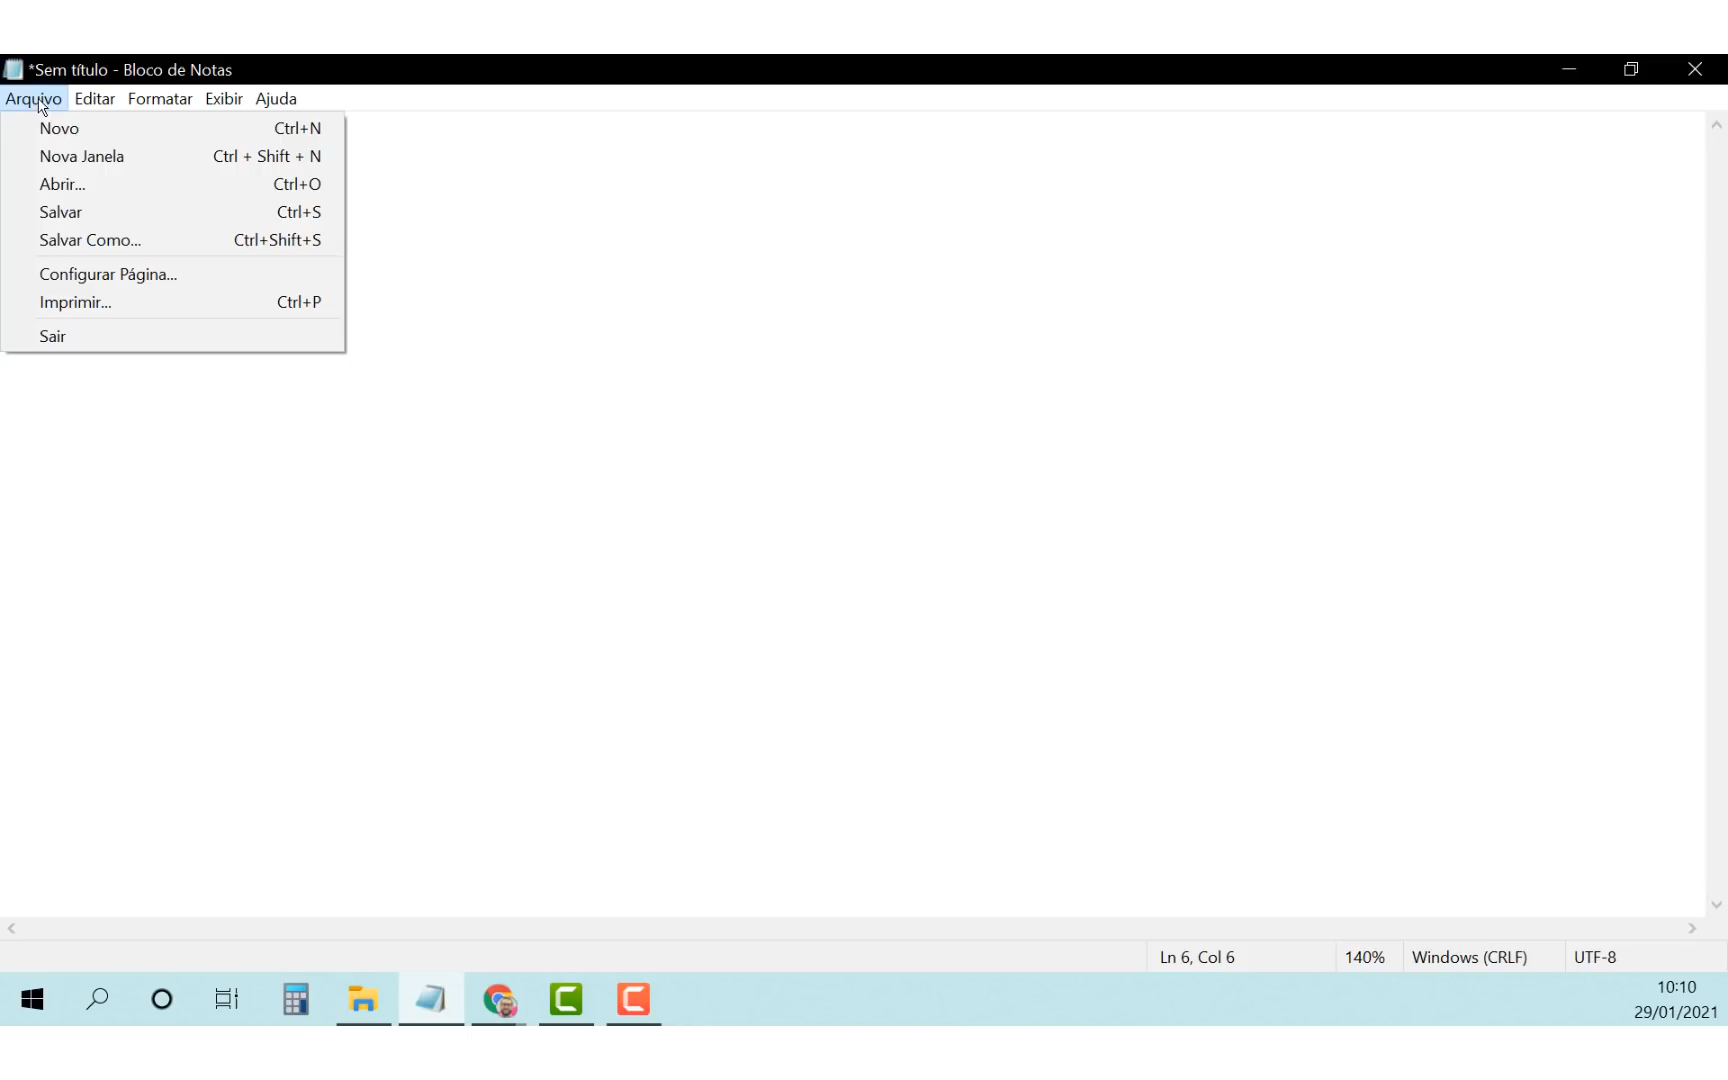 *Sem título - Bloco de Notas
Arquivo Editar Formatar Exibir Ajuda
Novo Ctrl+N
Nova Janela Ctrl + Shift + N
Abrir... Ctrl+O
Salvar Ctrl+S
Salvar Como... Ctrl+Shift+S
Configurar Página...
Imprimir... Ctrl+P
Sair
Ln 6, Col 6 140% Windows (CRLF) UTF-8
10:10
29/01/2021